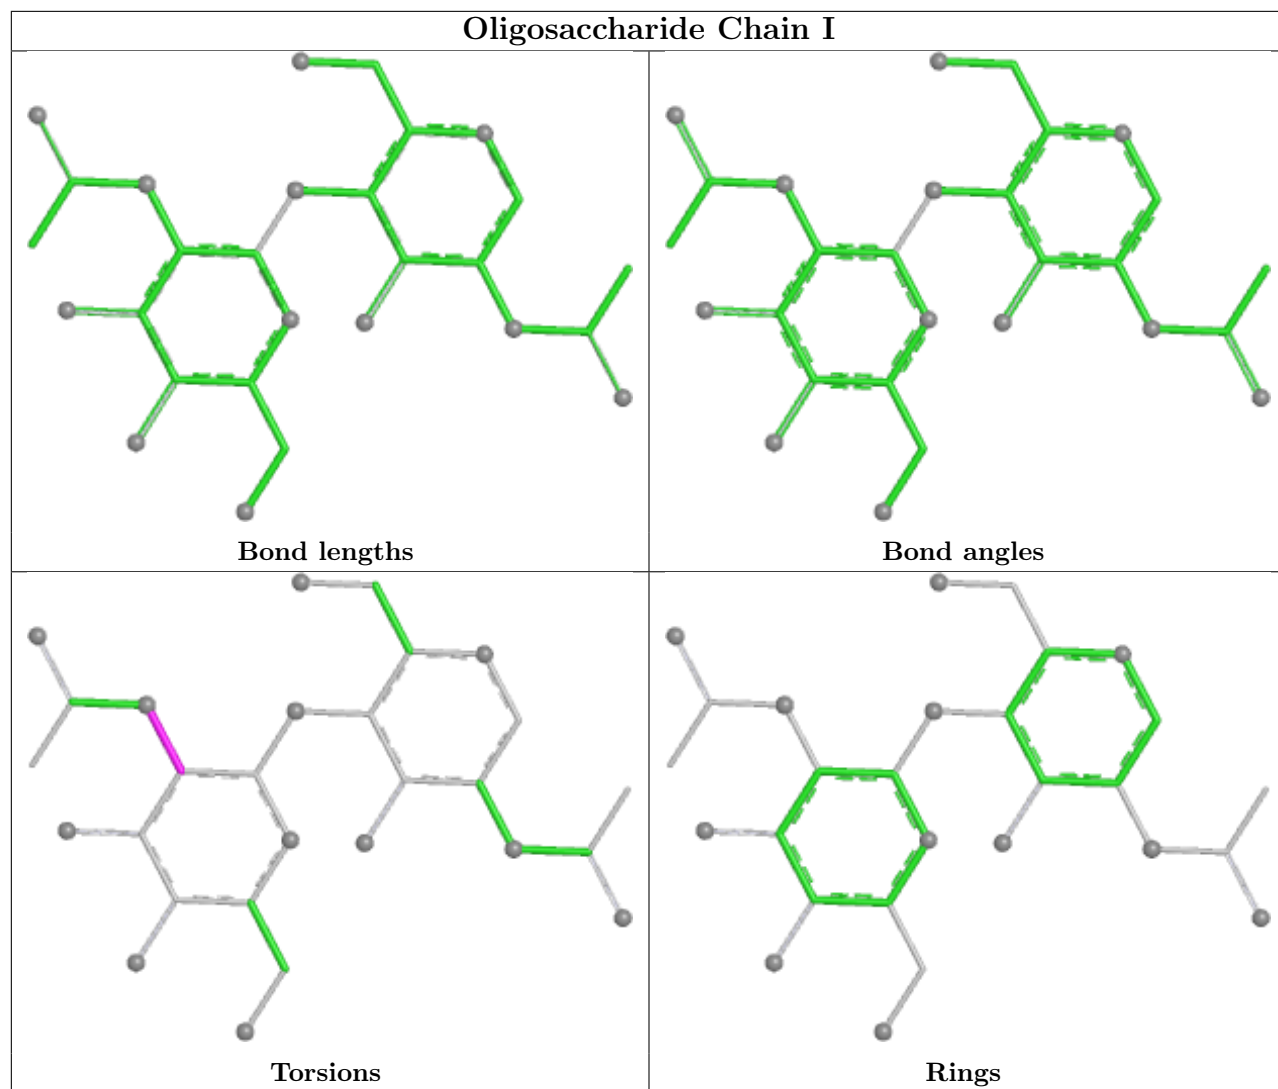 Oligosaccharide Chain I
Bond lengths
Bond angles
Torsions
Rings